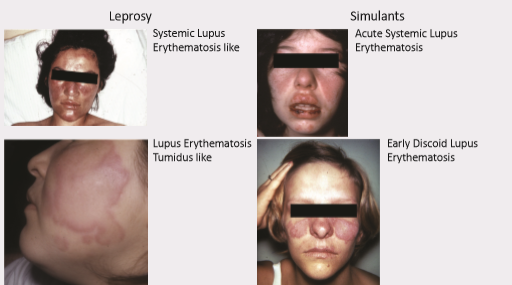 Leprosy
Simulants
Systemic Lupus
Erythematosis like
Acute Systemic Lupus
Erythematosis
Lupus Erythematosis
Tumidus like
Early Discoid Lupus
Erythematosis